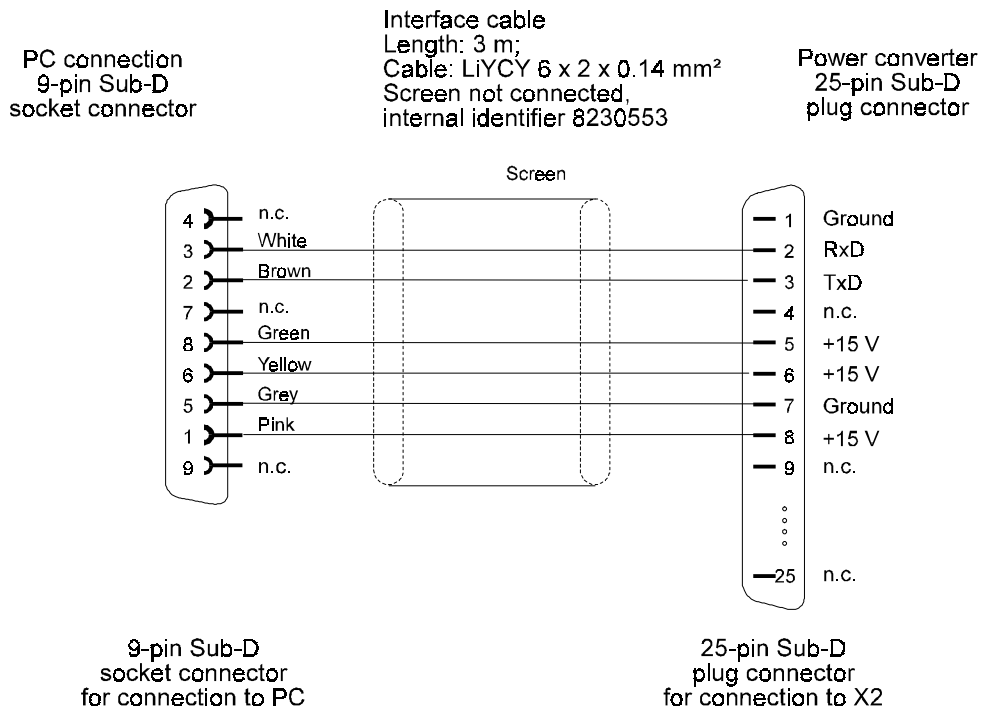 Interface cable
Length: 3 m;
Cable: LiYCY 6 x 2 x 0.14 mm²
Screen not connected,
internal identifier 8230553
PC connection
9-pin Sub-D
socket connector
Power converter
25-pin Sub-D
plug connector
Screen
4 n.c. 1 Ground
3 White 2 RxD
2 Brown 3 TxD
7 n.c. 4 n.c.
8 Green 5 +15 V
6 Yellow 6 +15 V
5 Grey 7 Ground
1 Pink 8 +15 V
9 n.c. 9 n.c.
25 n.c.
9-pin Sub-D
socket connector
for connection to PC
25-pin Sub-D
plug connector
for connection to X2